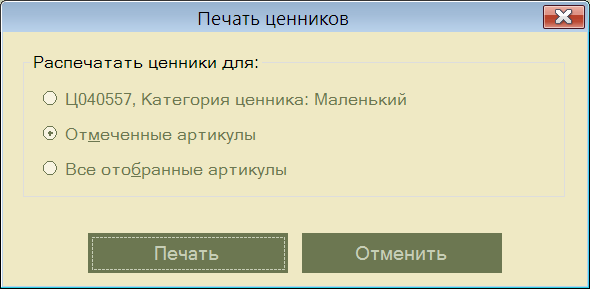 Печать ценников
Распечатать ценники для:
Ц040557, Категория ценника: Маленький
Отмеченные артикулы
Все отобранные артикулы
Печать
Отменить